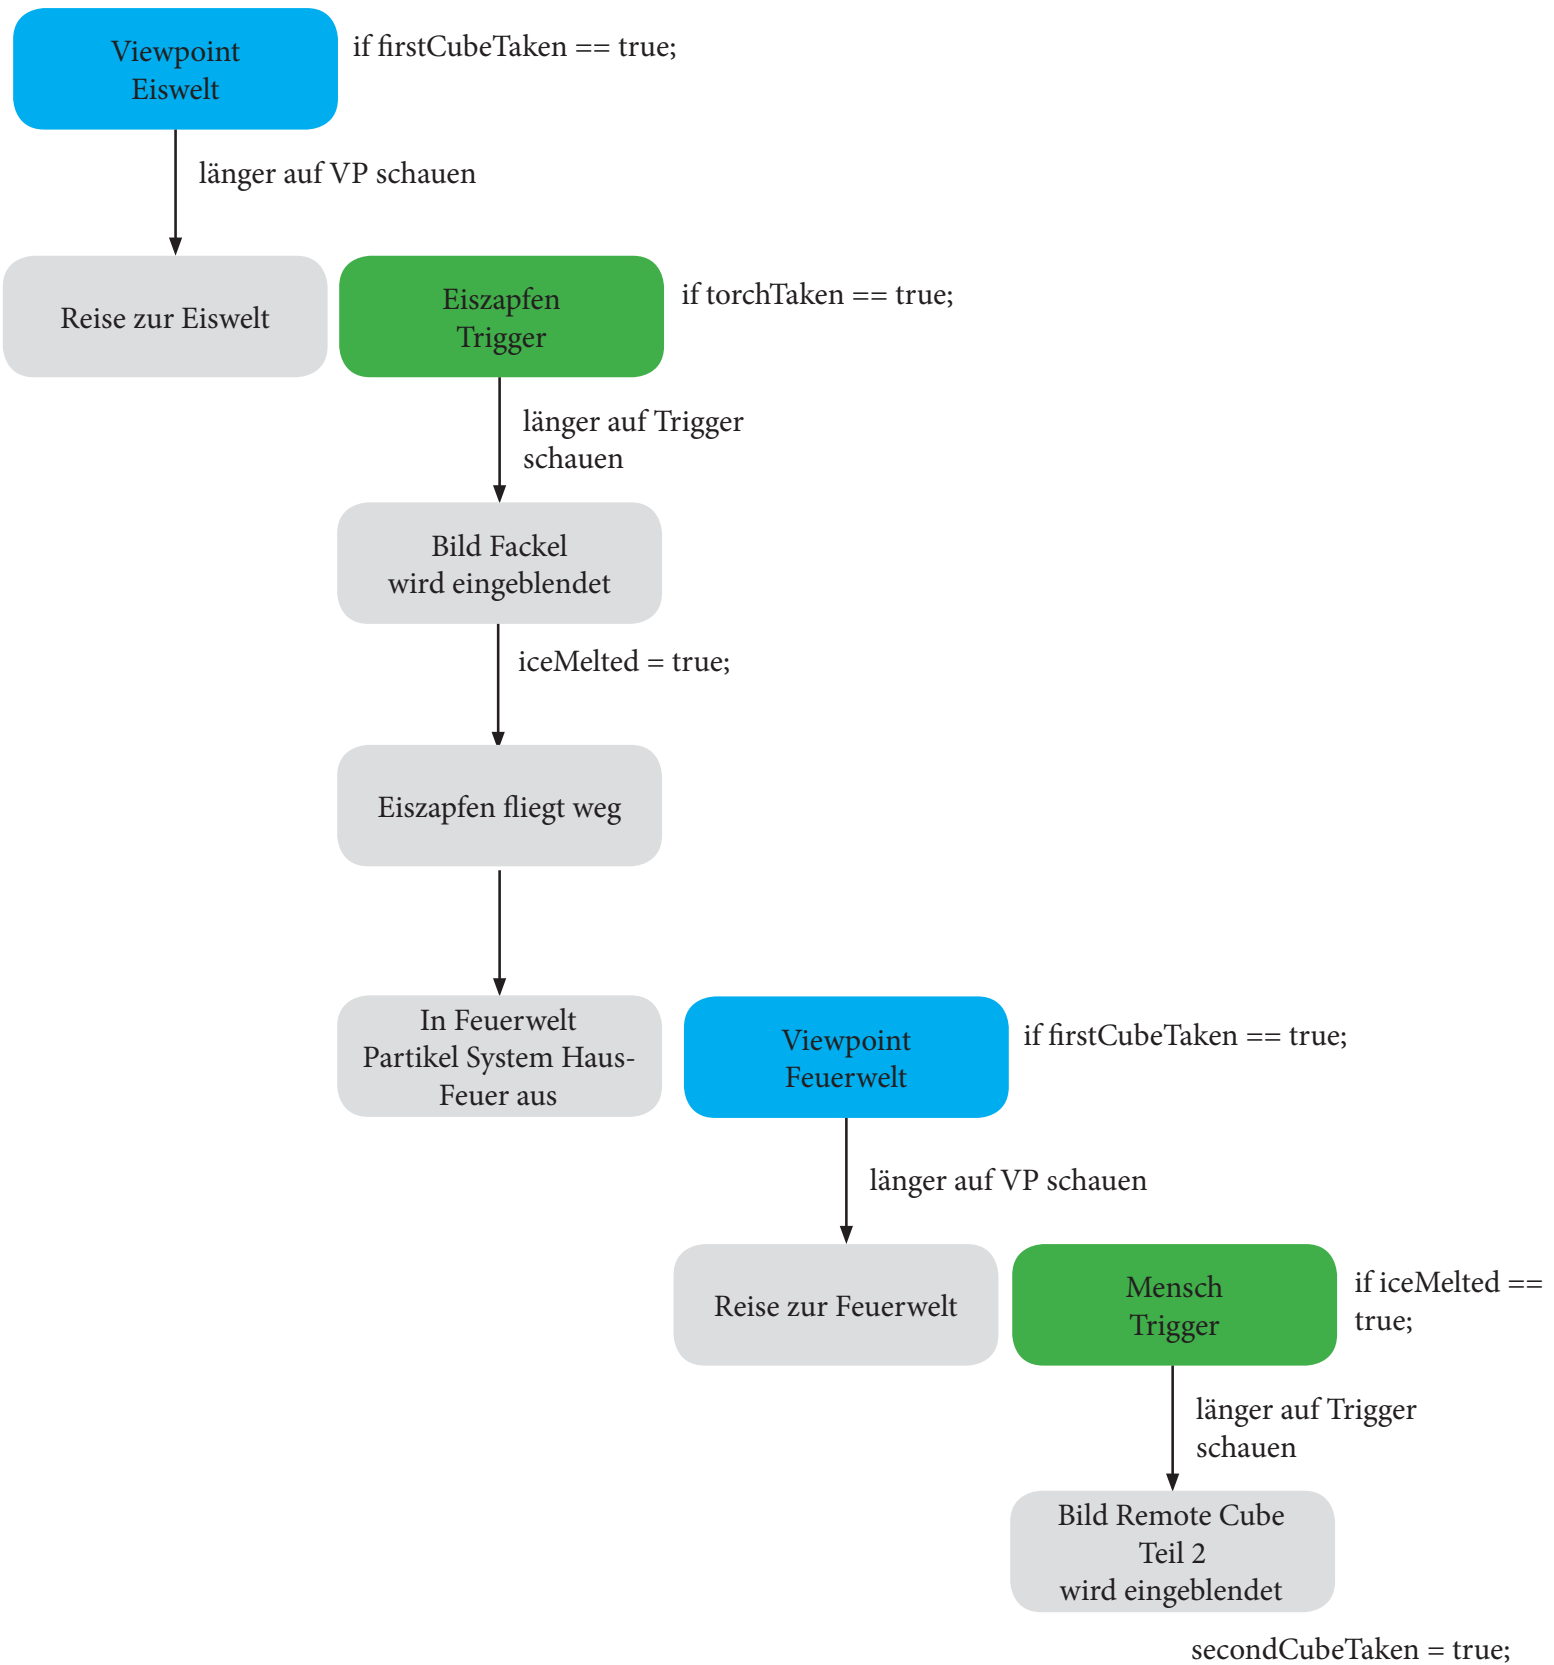 Viewpoint
Eiswelt
if firstCubeTaken == true;
länger auf VP schauen
Reise zur Eiswelt
Eiszapfen
Trigger
if torchTaken == true;
länger auf Trigger
schauen
Bild Fackel
wird eingeblendet
iceMelted = true;
Eiszapfen fliegt weg
In Feuerwelt
Partikel System Haus-
Feuer aus
Viewpoint
Feuerwelt
if firstCubeTaken == true;
länger auf VP schauen
Reise zur Feuerwelt
Mensch
Trigger
if iceMelted ==
true;
länger auf Trigger
schauen
Bild Remote Cube
Teil 2
wird eingeblendet
secondCubeTaken = true;